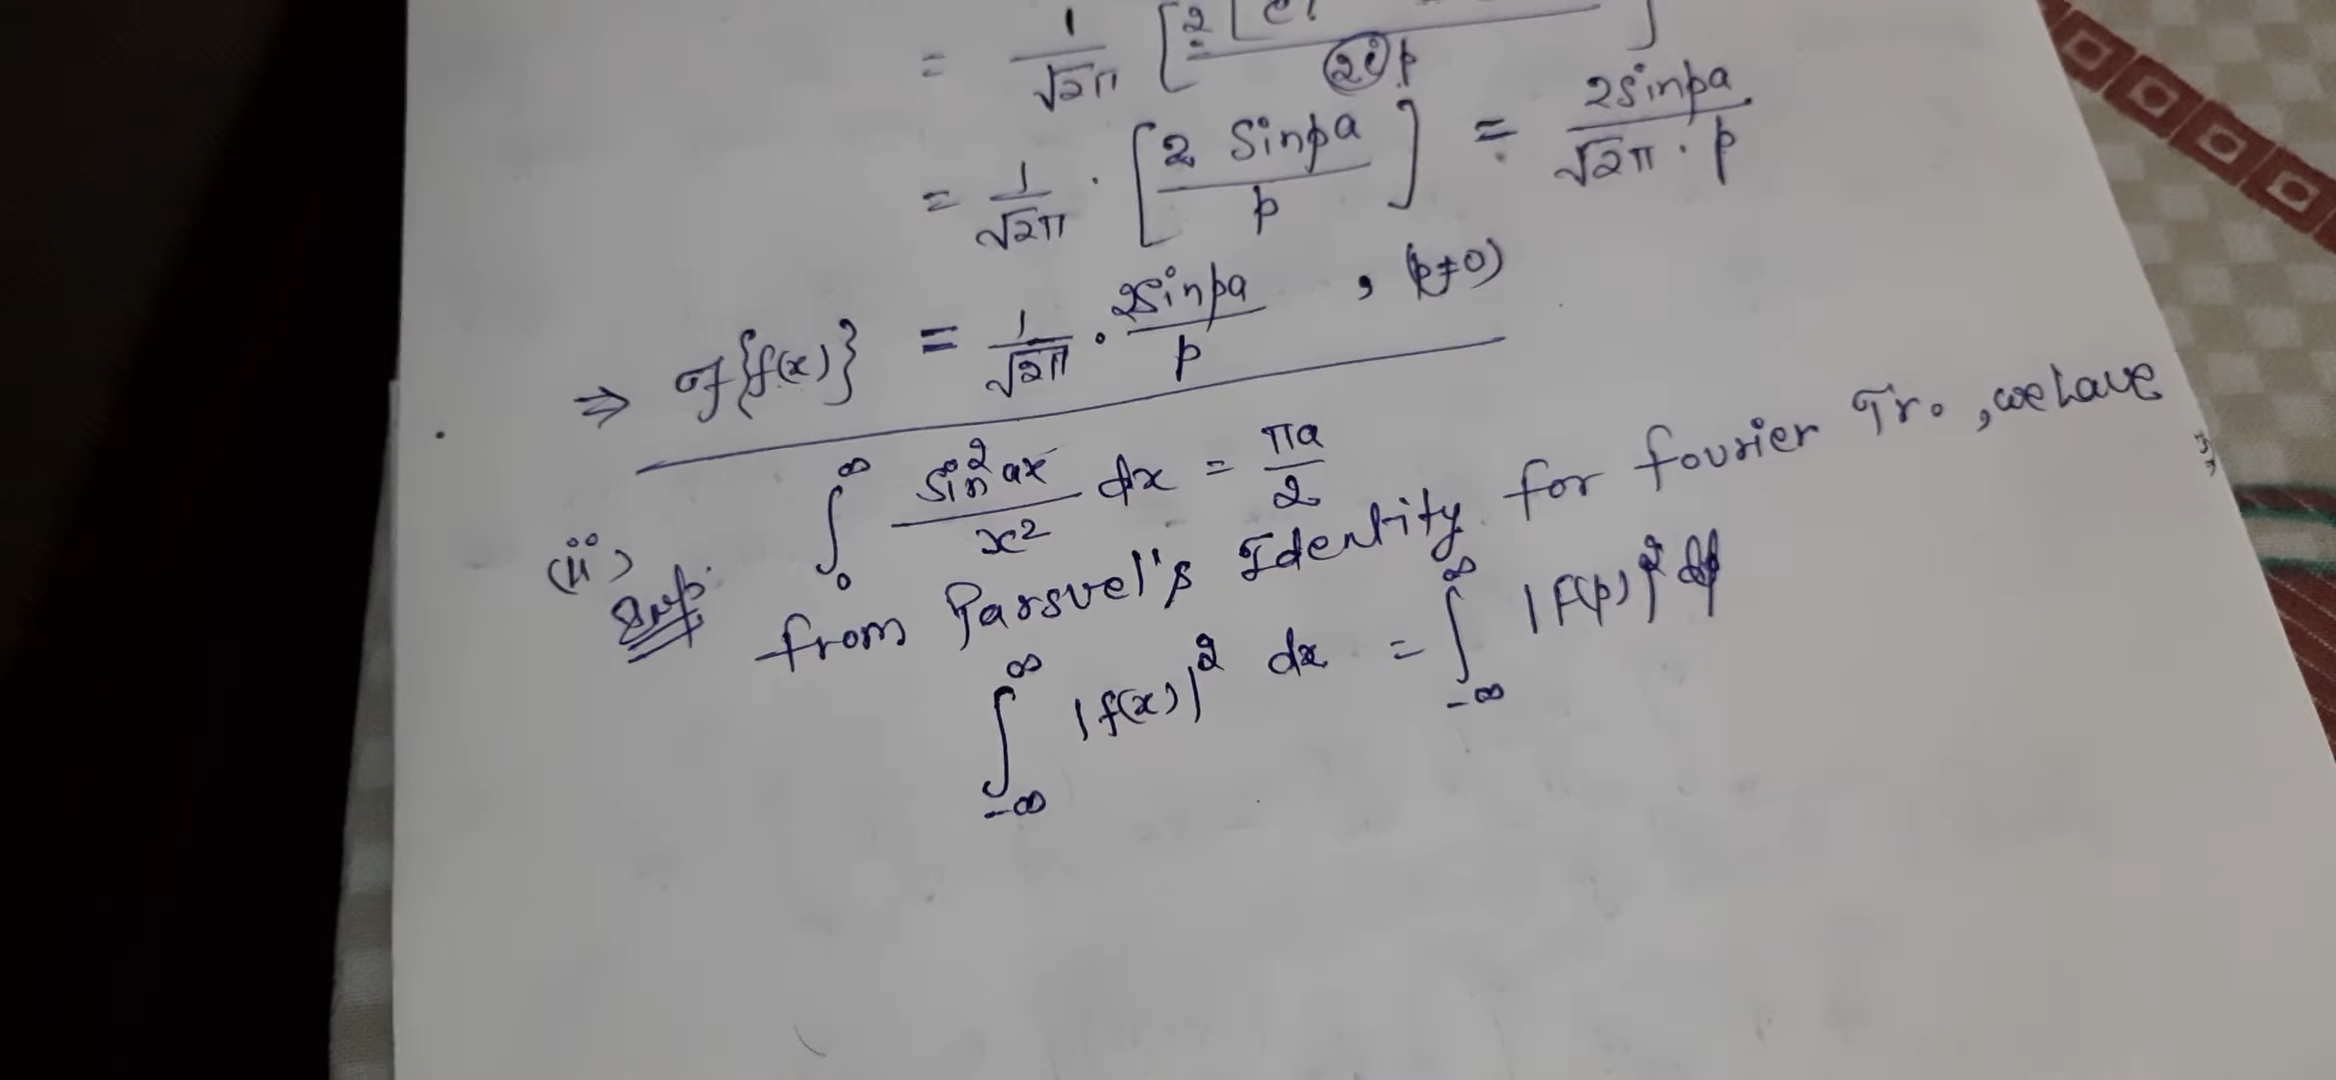 = 1/√2π [2 [ei / (2i)p]
= 1/√2π · [2 Sinpa / p] = 2Sinpa / √2π · p
⇒ F{f(x)} = 1/√2π · 2Sinpa / p , (p≠0)
(ii) ∫₀^∞ Sin²ax / x² dx = πa/2
from Parsvel's Identity for fourier Tr. , we have
∫_{-∞}^{∞} |f(x)|² dx = ∫_{-∞}^{∞} |F(p)|² dp